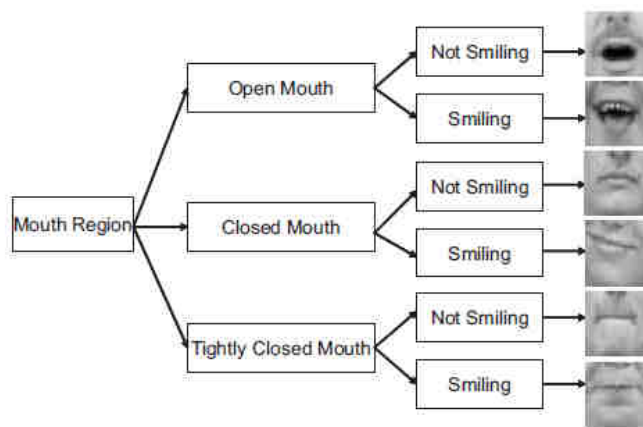 Mouth Region
Open Mouth
Not Smiling
Smiling
Closed Mouth
Not Smiling
Smiling
Tightly Closed Mouth
Not Smiling
Smiling